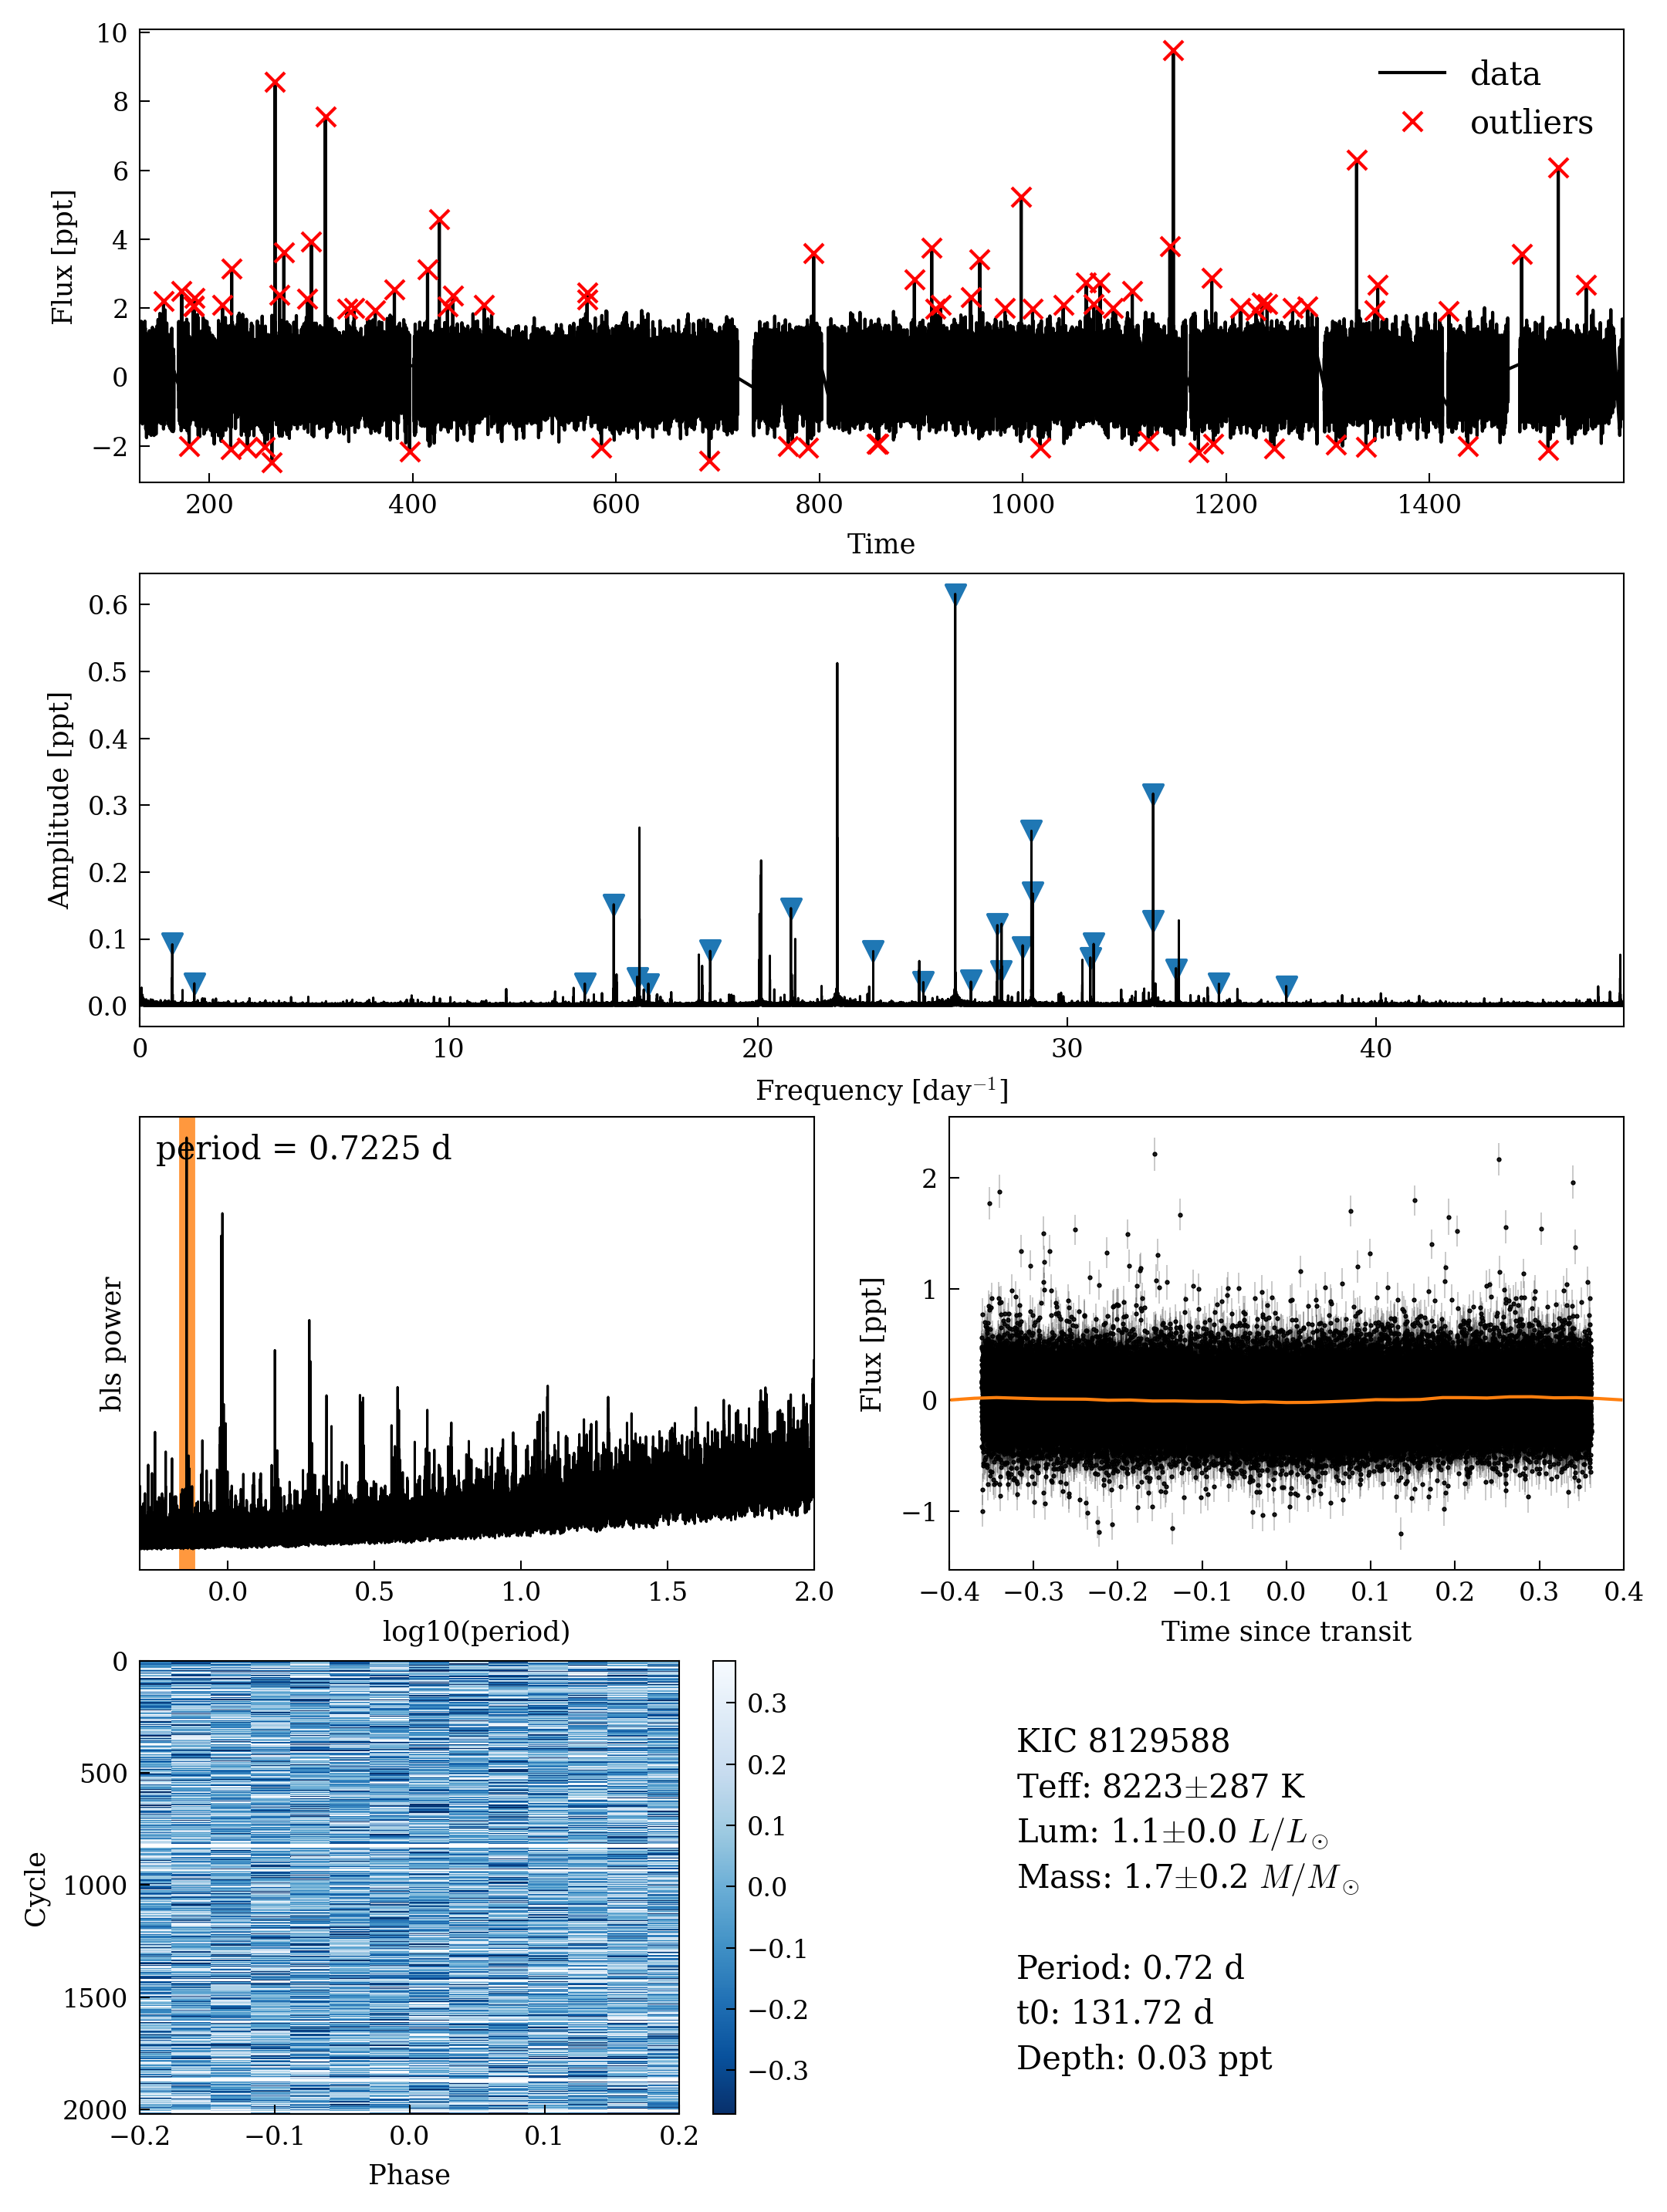 10
8
6
4
2
0
−2
Flux [ppt]
data
outliers
200 400 600 800 1000 1200 1400
Time
0.6
0.5
0.4
0.3
0.2
0.1
0.0
Amplitude [ppt]
0 10 20 30 40
Frequency [day⁻¹]
period = 0.7225 d
bls power
0.0 0.5 1.0 1.5 2.0
log10(period)
2
1
0
−1
Flux [ppt]
−0.4 −0.3 −0.2 −0.1 0.0 0.1 0.2 0.3 0.4
Time since transit
0
500
1000
1500
2000
Cycle
−0.2 −0.1 0.0 0.1 0.2
Phase
0.3
0.2
0.1
0.0
−0.1
−0.2
−0.3
KIC 8129588
Teff: 8223±287 K
Lum: 1.1±0.0 L/L☉
Mass: 1.7±0.2 M/M☉
Period: 0.72 d
t0: 131.72 d
Depth: 0.03 ppt